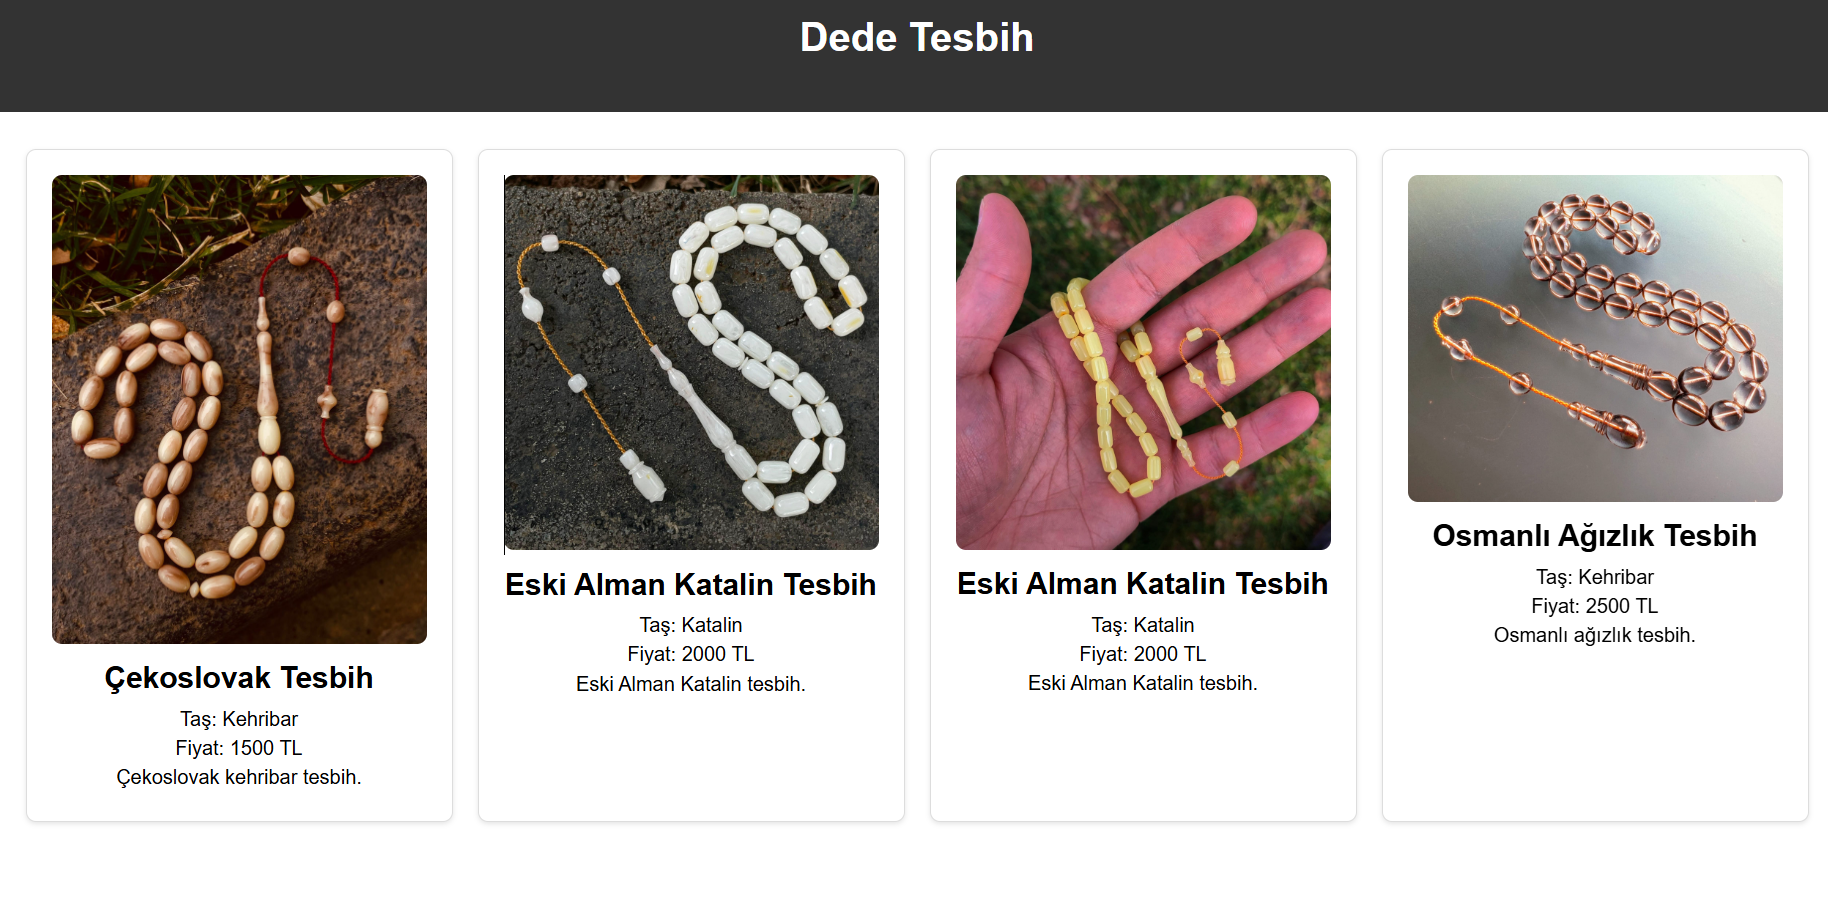 Dede Tesbih
Çekoslovak Tesbih
Taş: Kehribar
Fiyat: 1500 TL
Çekoslovak kehribar tesbih.
Eski Alman Katalin Tesbih
Taş: Katalin
Fiyat: 2000 TL
Eski Alman Katalin tesbih.
Eski Alman Katalin Tesbih
Taş: Katalin
Fiyat: 2000 TL
Eski Alman Katalin tesbih.
Osmanlı Ağızlık Tesbih
Taş: Kehribar
Fiyat: 2500 TL
Osmanlı ağızlık tesbih.